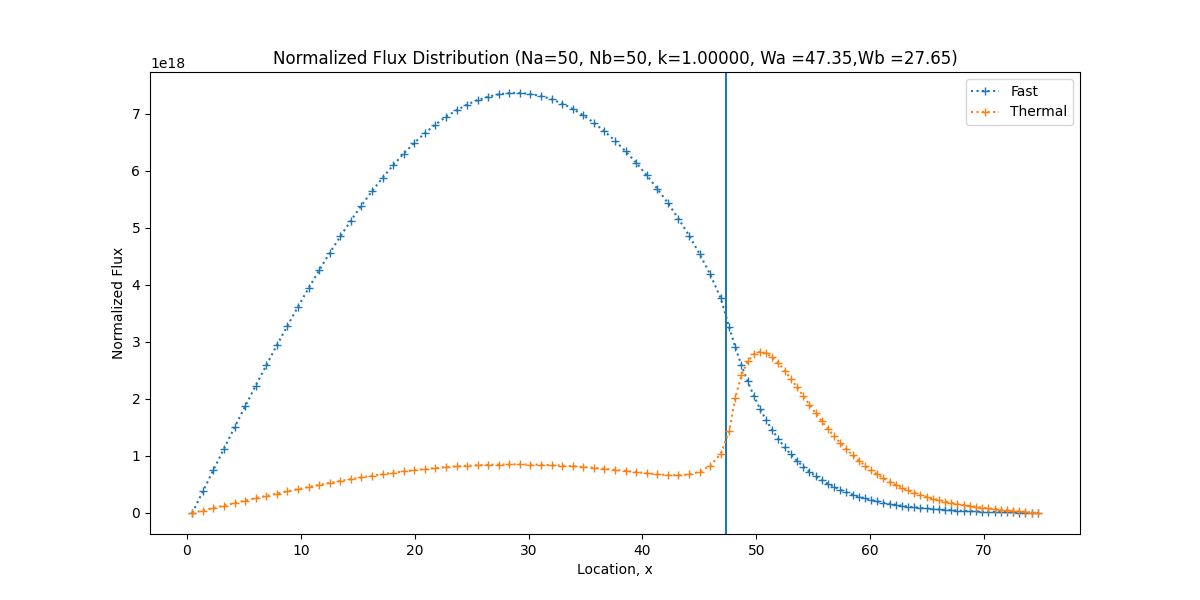 Normalized Flux Distribution (Na=50, Nb=50, k=1.00000, Wa =47.35,Wb =27.65)
1e18
Fast
Thermal
7
6
5
4
3
2
1
0
Normalized Flux
0 10 20 30 40 50 60 70
Location, x